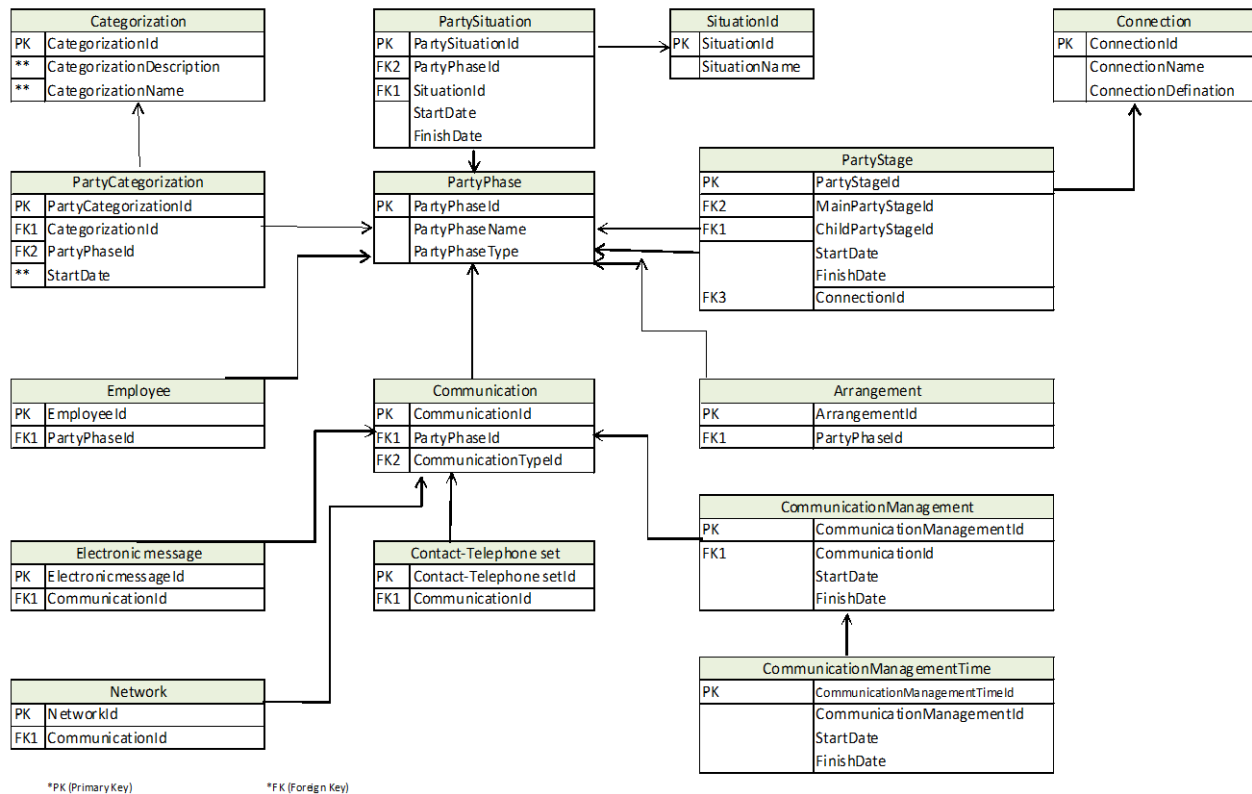 Categorization
PK CategorizationId
** CategorizationDescription
** CategorizationName
PartySituation
PK PartySituationId
FK2 PartyPhaseId
FK1 SituationId
StartDate
FinishDate
SituationId
PK SituationId
SituationName
Connection
PK ConnectionId
ConnectionName
ConnectionDefination
PartyCategorization
PK PartyCategorizationId
FK1 CategorizationId
FK2 PartyPhaseId
** StartDate
PartyPhase
PK PartyPhaseId
PartyPhaseName
PartyPhaseType
PartyStage
PK PartyStageId
FK2 MainPartyStageId
FK1 ChildPartyStageId
StartDate
FinishDate
FK3 ConnectionId
Employee
PK EmployeeId
FK1 PartyPhaseId
Communication
PK CommunicationId
FK1 PartyPhaseId
FK2 CommunicationTypeId
Arrangement
PK ArrangementId
FK1 PartyPhaseId
Electronic message
PK ElectronicmessageId
FK1 CommunicationId
Contact-Telephone set
PK Contact-Telephone setId
FK1 CommunicationId
CommunicationManagement
PK CommunicationManagementId
FK1 CommunicationId
StartDate
FinishDate
Network
PK NetworkId
FK1 CommunicationId
CommunicationManagementTime
PK CommunicationManagementTimeId
CommunicationManagementId
StartDate
FinishDate
*PK (Primary Key) *FK (Foreign Key)